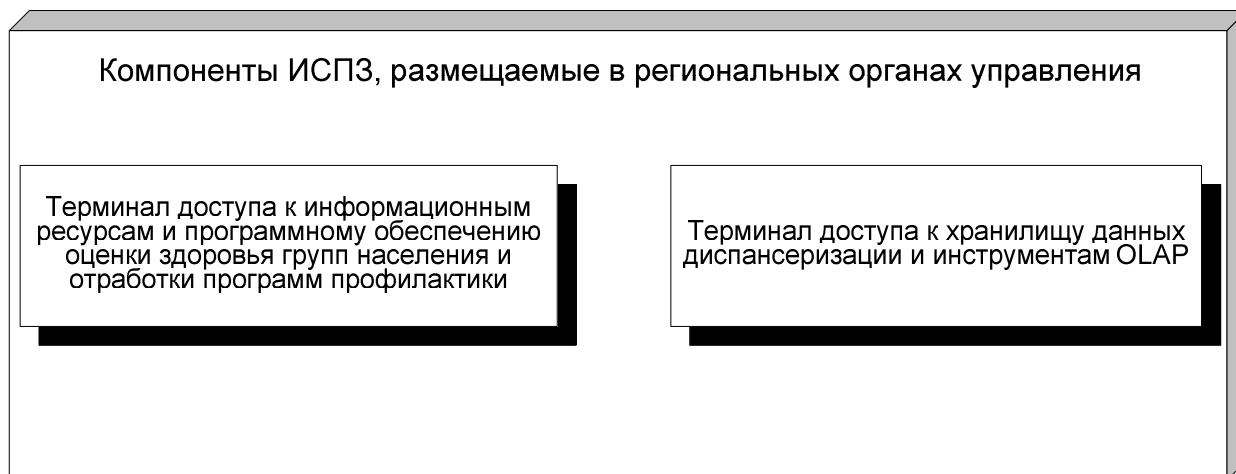 Компоненты ИСПЗ, размещаемые в региональных органах управления
Терминал доступа к информационным
ресурсам и программному обеспечению
оценки здоровья групп населения и
отработки программ профилактики
Терминал доступа к хранилищу данных
диспансеризации и инструментам OLAP